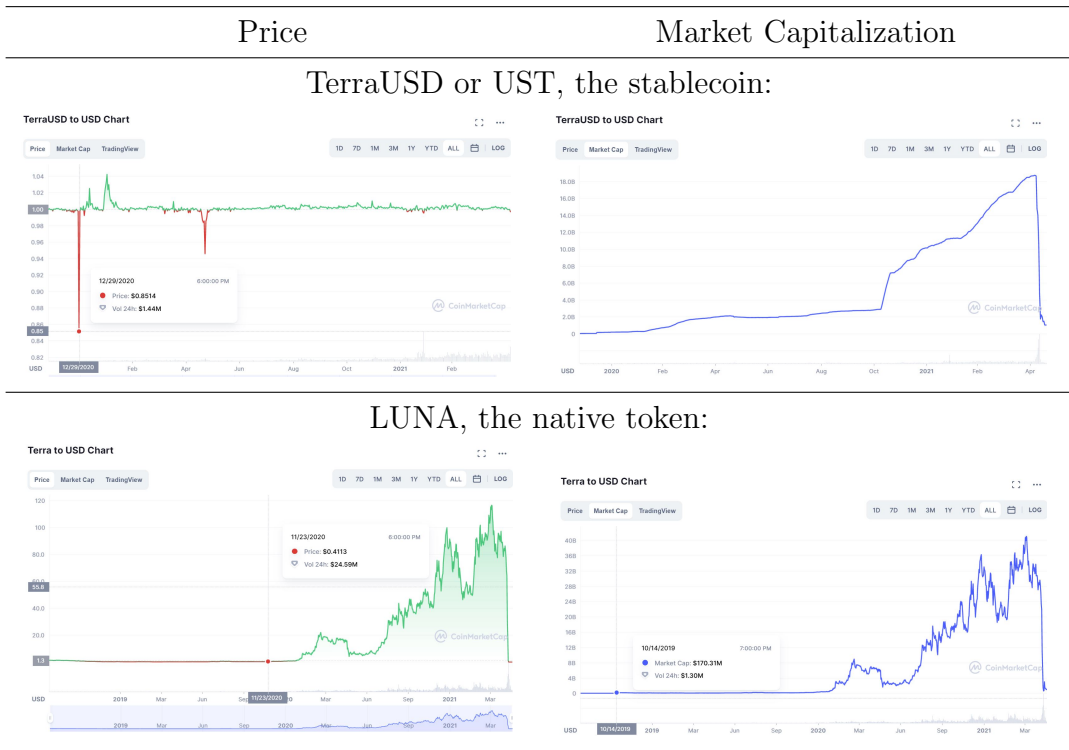 Price Market Capitalization
TerraUSD or UST, the stablecoin:
TerraUSD to USD Chart
Price Market Cap TradingView 1D 7D 1M 3M 1Y YTD ALL LOG
1.04
1.02
1.00
0.98
0.96
0.94
0.92
0.90
0.88
0.86
0.85
0.82
12/29/2020 6:00:00 PM
Price: $0.8514
Vol 24h: $1.44M
CoinMarketCap
USD 12/29/2020 Feb Apr Jun Aug Oct 2021 Feb
TerraUSD to USD Chart
Price Market Cap TradingView 1D 7D 1M 3M 1Y YTD ALL LOG
18.0B
16.0B
14.0B
12.0B
10.0B
8.0B
6.0B
4.0B
2.0B
0
CoinMarketCap
USD 2020 Feb Apr Jun Aug Oct 2021 Feb Apr
LUNA, the native token:
Terra to USD Chart
Price Market Cap TradingView 1D 7D 1M 3M 1Y YTD ALL LOG
120
100
80.0
60.0
55.6
40.0
20.0
1.3
11/23/2020 6:00:00 PM
Price: $0.4113
Vol 24h: $24.59M
CoinMarketCap
USD 2019 Mar Jun Sep 11/23/2020 20 Mar Jun Sep 2021 Mar
2019 Mar Jun Sep 2020 Mar Jun Sep 2021 Mar
Terra to USD Chart
Price Market Cap TradingView 1D 7D 1M 3M 1Y YTD ALL LOG
40B
36B
32B
28B
24B
20B
16B
12B
8B
4B
0
10/14/2019 7:00:00 PM
Market Cap: $170.31M
Vol 24h: $1.30M
CoinMarketCap
USD 10/14/2019 2019 Mar Jun Sep 2020 Mar Jun Sep 2021 Mar